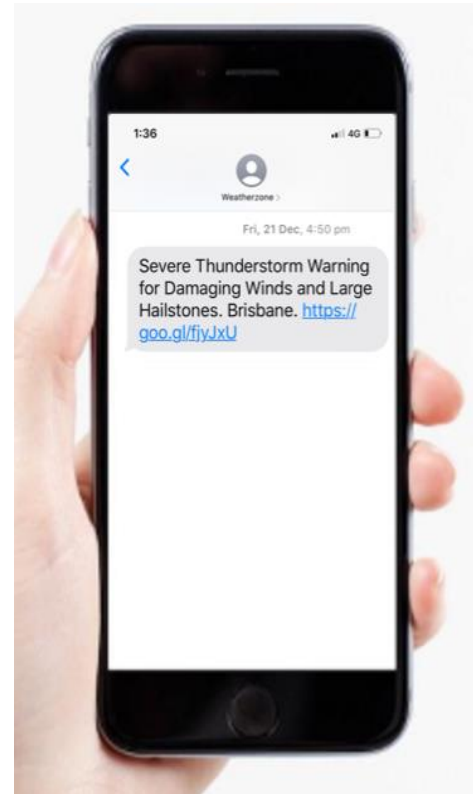 1:36
4G
Weatherzone >
Fri, 21 Dec, 4:50 pm
Severe Thunderstorm Warning
for Damaging Winds and Large
Hailstones. Brisbane. https://
goo.gl/fjyJxU